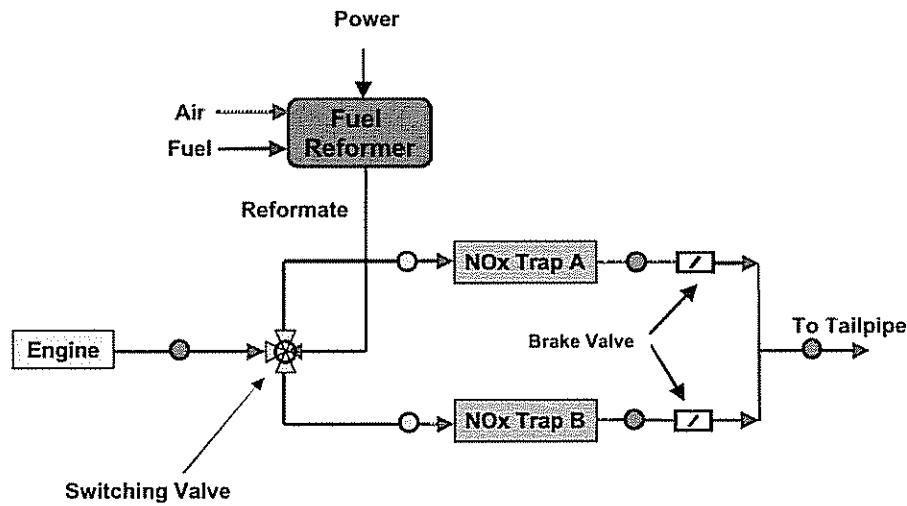 Power
Air
Fuel
Fuel
Reformer
Reformate
NOx Trap A
Engine
Brake Valve
To Tailpipe
NOx Trap B
Switching Valve